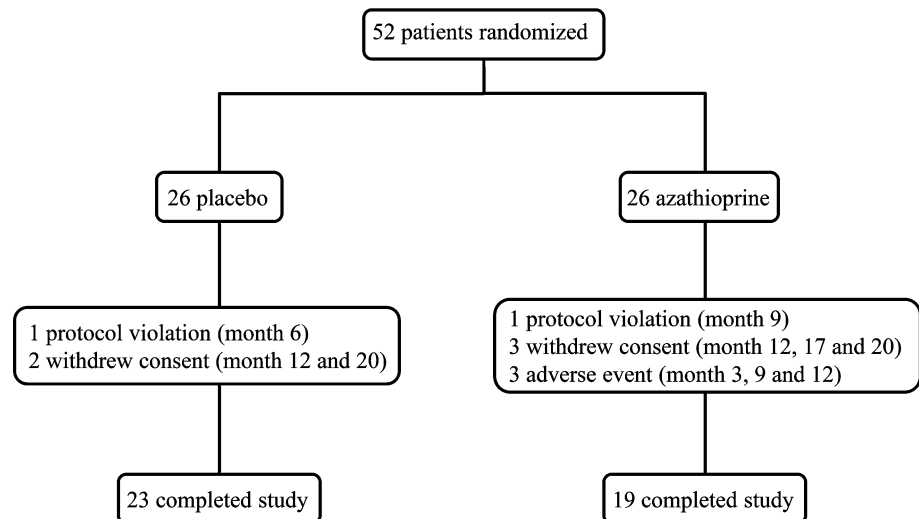 52 patients randomized
26 placebo
26 azathioprine
1 protocol violation (month 6)
2 withdrew consent (month 12 and 20)
1 protocol violation (month 9)
3 withdrew consent (month 12, 17 and 20)
3 adverse event (month 3, 9 and 12)
23 completed study
19 completed study